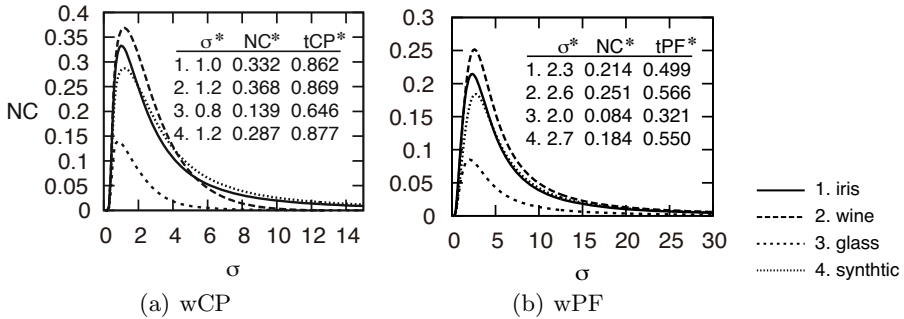 0.4
0.35
0.3
0.25
0.2
0.15
0.1
0.05
0
NC
σ* NC* tCP*
1. 1.0 0.332 0.862
2. 1.2 0.368 0.869
3. 0.8 0.139 0.646
4. 1.2 0.287 0.877
0 2 4 6 8 10 12 14
σ
(a) wCP
0.3
0.25
0.2
0.15
0.1
0.05
0
σ* NC* tPF*
1. 2.3 0.214 0.499
2. 2.6 0.251 0.566
3. 2.0 0.084 0.321
4. 2.7 0.184 0.550
0 5 10 15 20 25 30
σ
(b) wPF
1. iris
2. wine
3. glass
4. synthtic